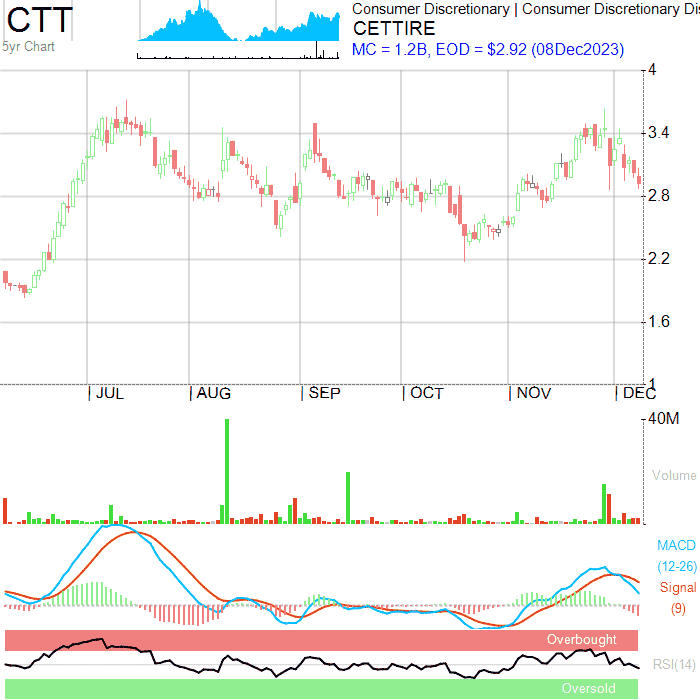 CTT
5yr Chart
Consumer Discretionary | Consumer Discretionary Dis
CETTIRE
MC = 1.2B, EOD = $2.92 (08Dec2023)
4
3.4
2.8
2.2
1.6
1
JUL AUG SEP OCT NOV DEC
40M
Volume
MACD
(12-26)
Signal
(9)
Overbought
RSI(14)
Oversold